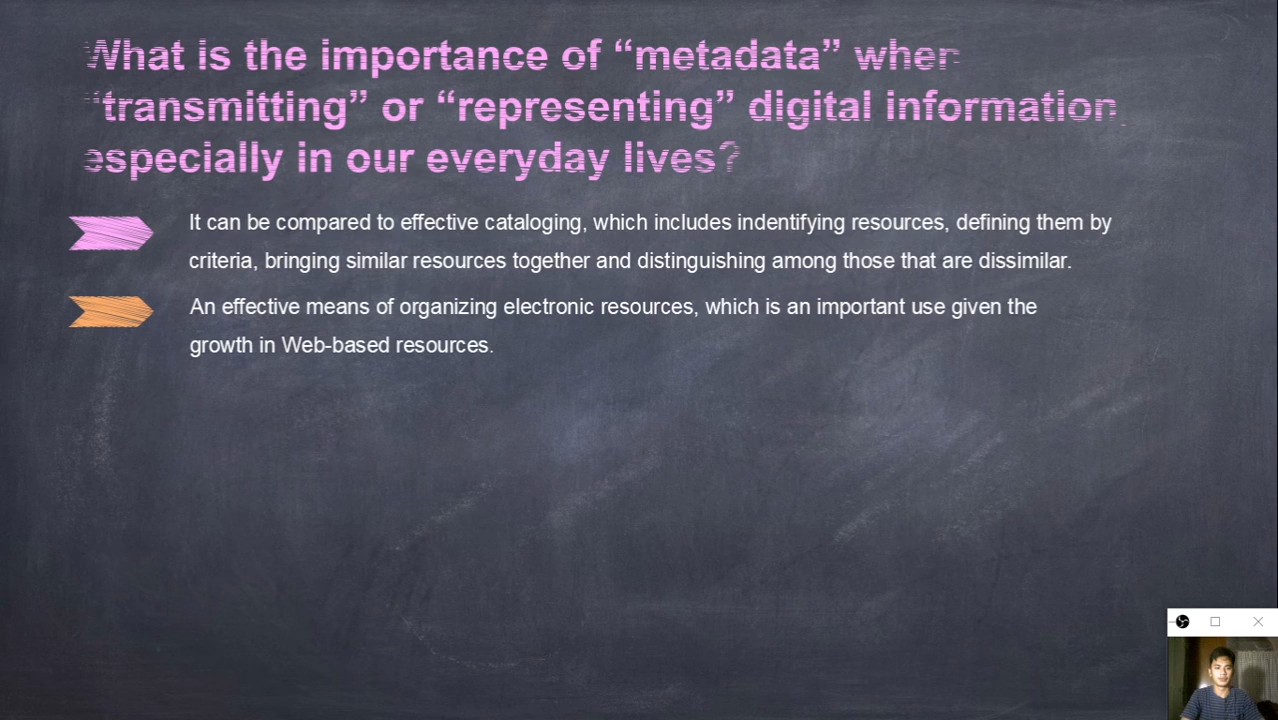 What is the importance of “metadata” when
“transmitting” or “representing” digital information,
especially in our everyday lives?
It can be compared to effective cataloging, which includes indentifying resources, defining them by
criteria, bringing similar resources together and distinguishing among those that are dissimilar.
An effective means of organizing electronic resources, which is an important use given the
growth in Web-based resources.